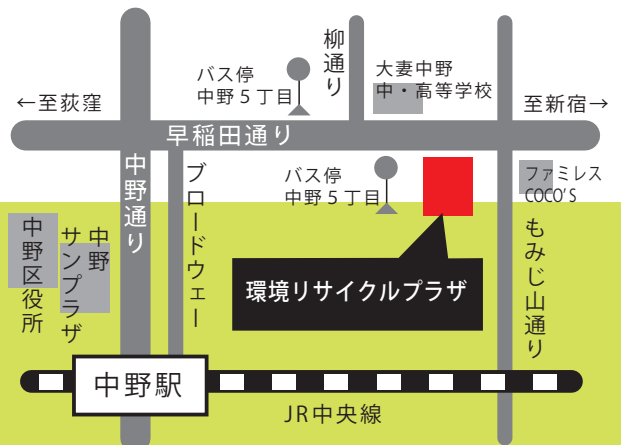 柳通り
バス停
中野５丁目
大妻中野
中・高等学校
←至荻窪
至新宿→
早稲田通り
中野通り
ブロードウェー
バス停
中野５丁目
ファミレス
COCO'S
中野区役所
中野
サンプラザ
もみじ山通り
環境リサイクルプラザ
中野駅
JR中央線